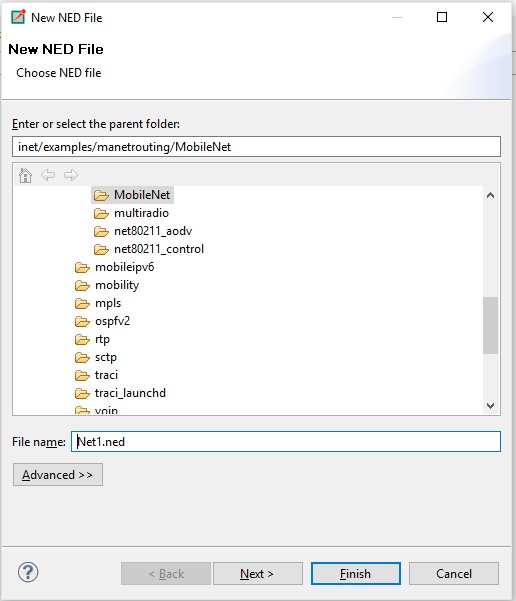 New NED File
New NED File
Choose NED file
Enter or select the parent folder:
inet/examples/manetrouting/MobileNet
MobileNet
multiradio
net80211_aodv
net80211_control
mobileipv6
mobility
mpls
ospfv2
rtp
sctp
traci
traci_launchd
voip
File name: Net1.ned
Advanced >>
? < Back Next > Finish Cancel